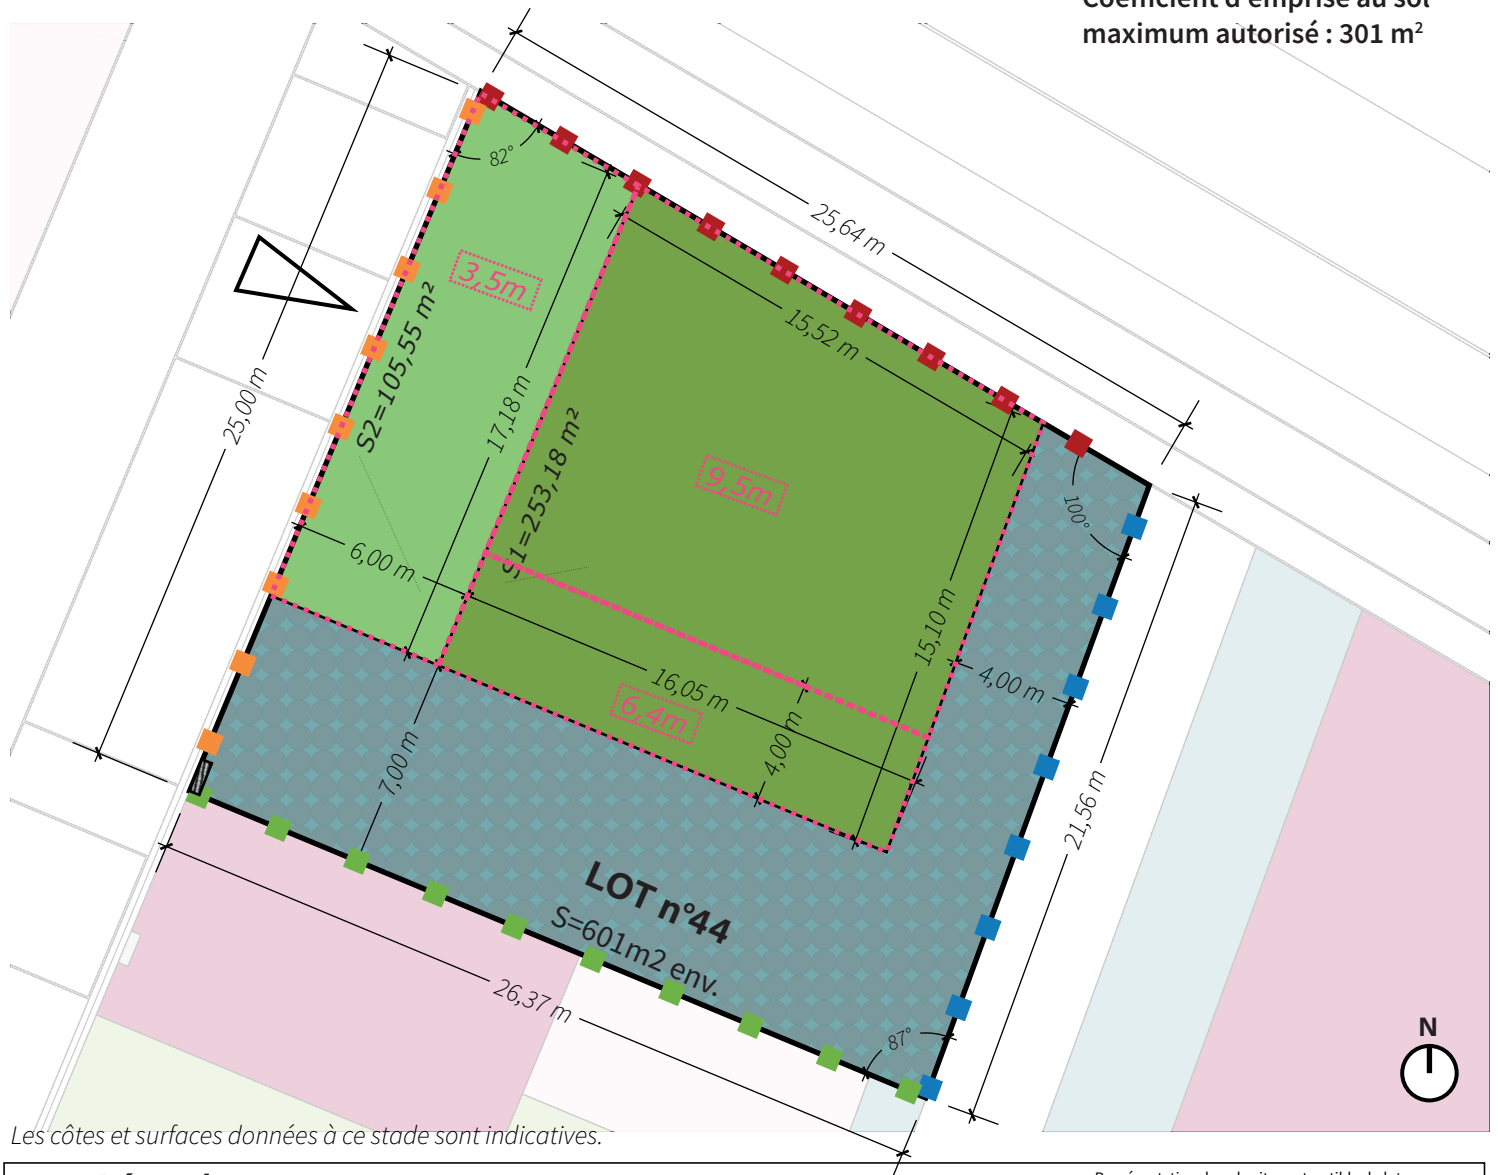 maximum autorisé : 301 m²
25,64 m
82°
3,5m
15,52 m
S2=105,55 m²
25,00 m
17,18 m
S1=253,18 m²
9,5m
100°
6,00 m
15,10 m
4,00 m
16,05 m
6,4m
4,00 m
7,00 m
21,56 m
LOT n°44
S=601m2 env.
26,37 m
87°
N
Les côtes et surfaces données à ce stade sont indicatives.